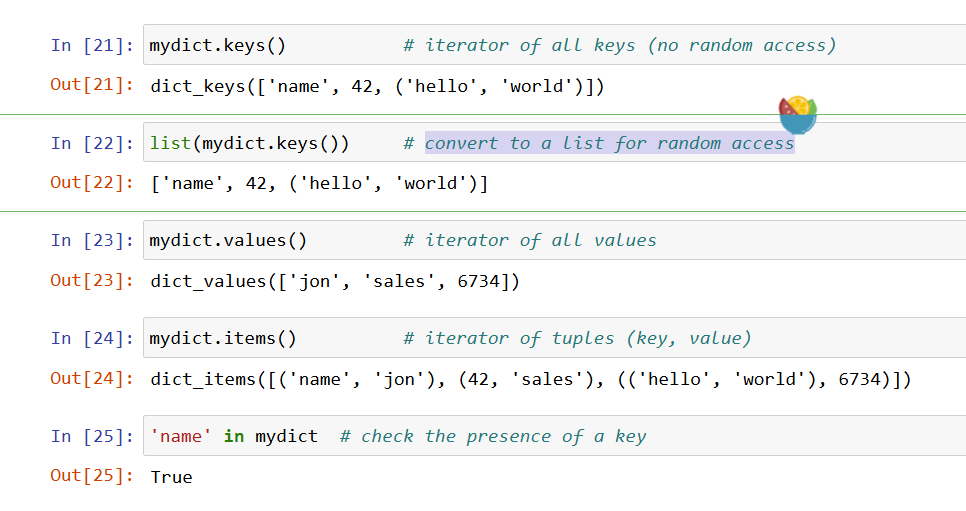 In [21]: mydict.keys() # iterator of all keys (no random access)
Out[21]: dict_keys(['name', 42, ('hello', 'world')])
In [22]: list(mydict.keys()) # convert to a list for random access
Out[22]: ['name', 42, ('hello', 'world')]
In [23]: mydict.values() # iterator of all values
Out[23]: dict_values(['jon', 'sales', 6734])
In [24]: mydict.items() # iterator of tuples (key, value)
Out[24]: dict_items([('name', 'jon'), (42, 'sales'), (('hello', 'world'), 6734)])
In [25]: 'name' in mydict # check the presence of a key
Out[25]: True